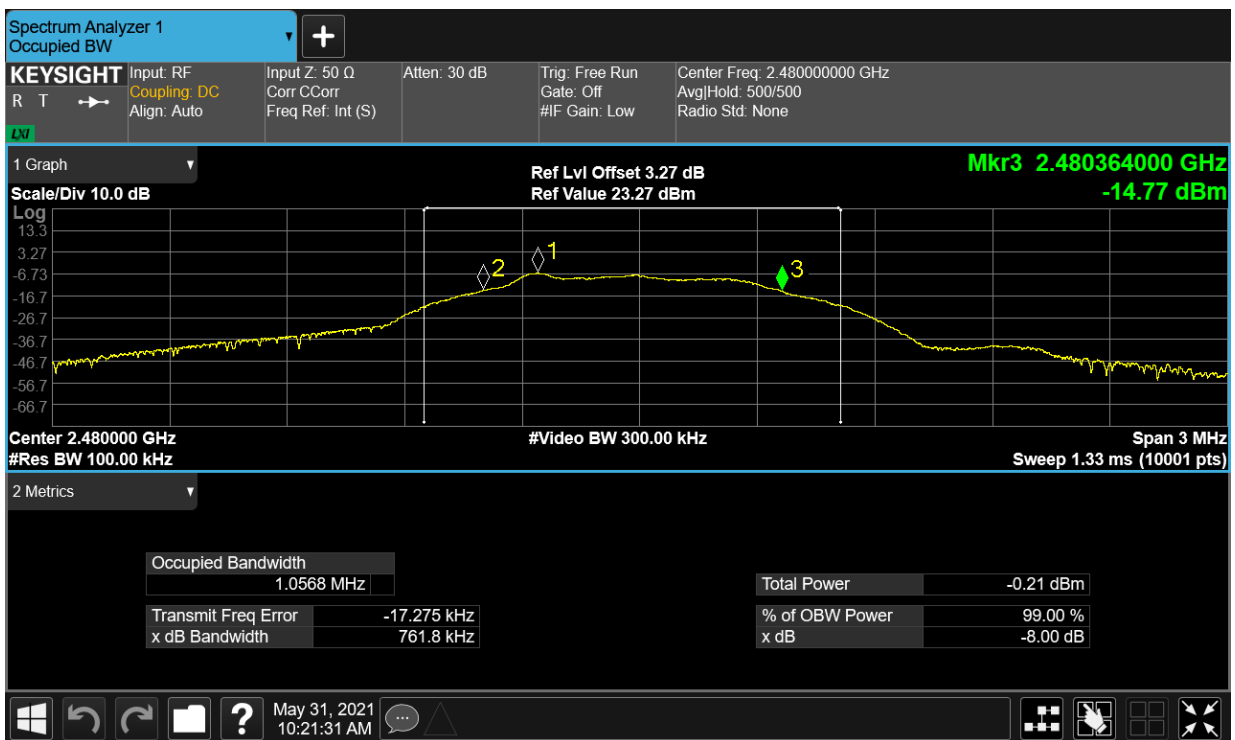 Spectrum Analyzer 1
Occupied BW
▼
+
KEYSIGHT
R T
LXI
Input: RF
Coupling: DC
Align: Auto
Input Z: 50 Ω
Corr CCorr
Freq Ref: Int (S)
Atten: 30 dB
Trig: Free Run
Gate: Off
#IF Gain: Low
Center Freq: 2.480000000 GHz
Avg|Hold: 500/500
Radio Std: None
1 Graph ▼
Scale/Div 10.0 dB
Ref Lvl Offset 3.27 dB
Ref Value 23.27 dBm
Mkr3 2.480364000 GHz
-14.77 dBm
Log
13.3
3.27
-6.73
-16.7
-26.7
-36.7
-46.7
-56.7
-66.7
2
1
3
Center 2.480000 GHz
#Res BW 100.00 kHz
#Video BW 300.00 kHz
Span 3 MHz
Sweep 1.33 ms (10001 pts)
2 Metrics ▼
Occupied Bandwidth
1.0568 MHz
Total Power -0.21 dBm
Transmit Freq Error -17.275 kHz
% of OBW Power 99.00 %
x dB Bandwidth 761.8 kHz
x dB -8.00 dB
?
May 31, 2021
10:21:31 AM